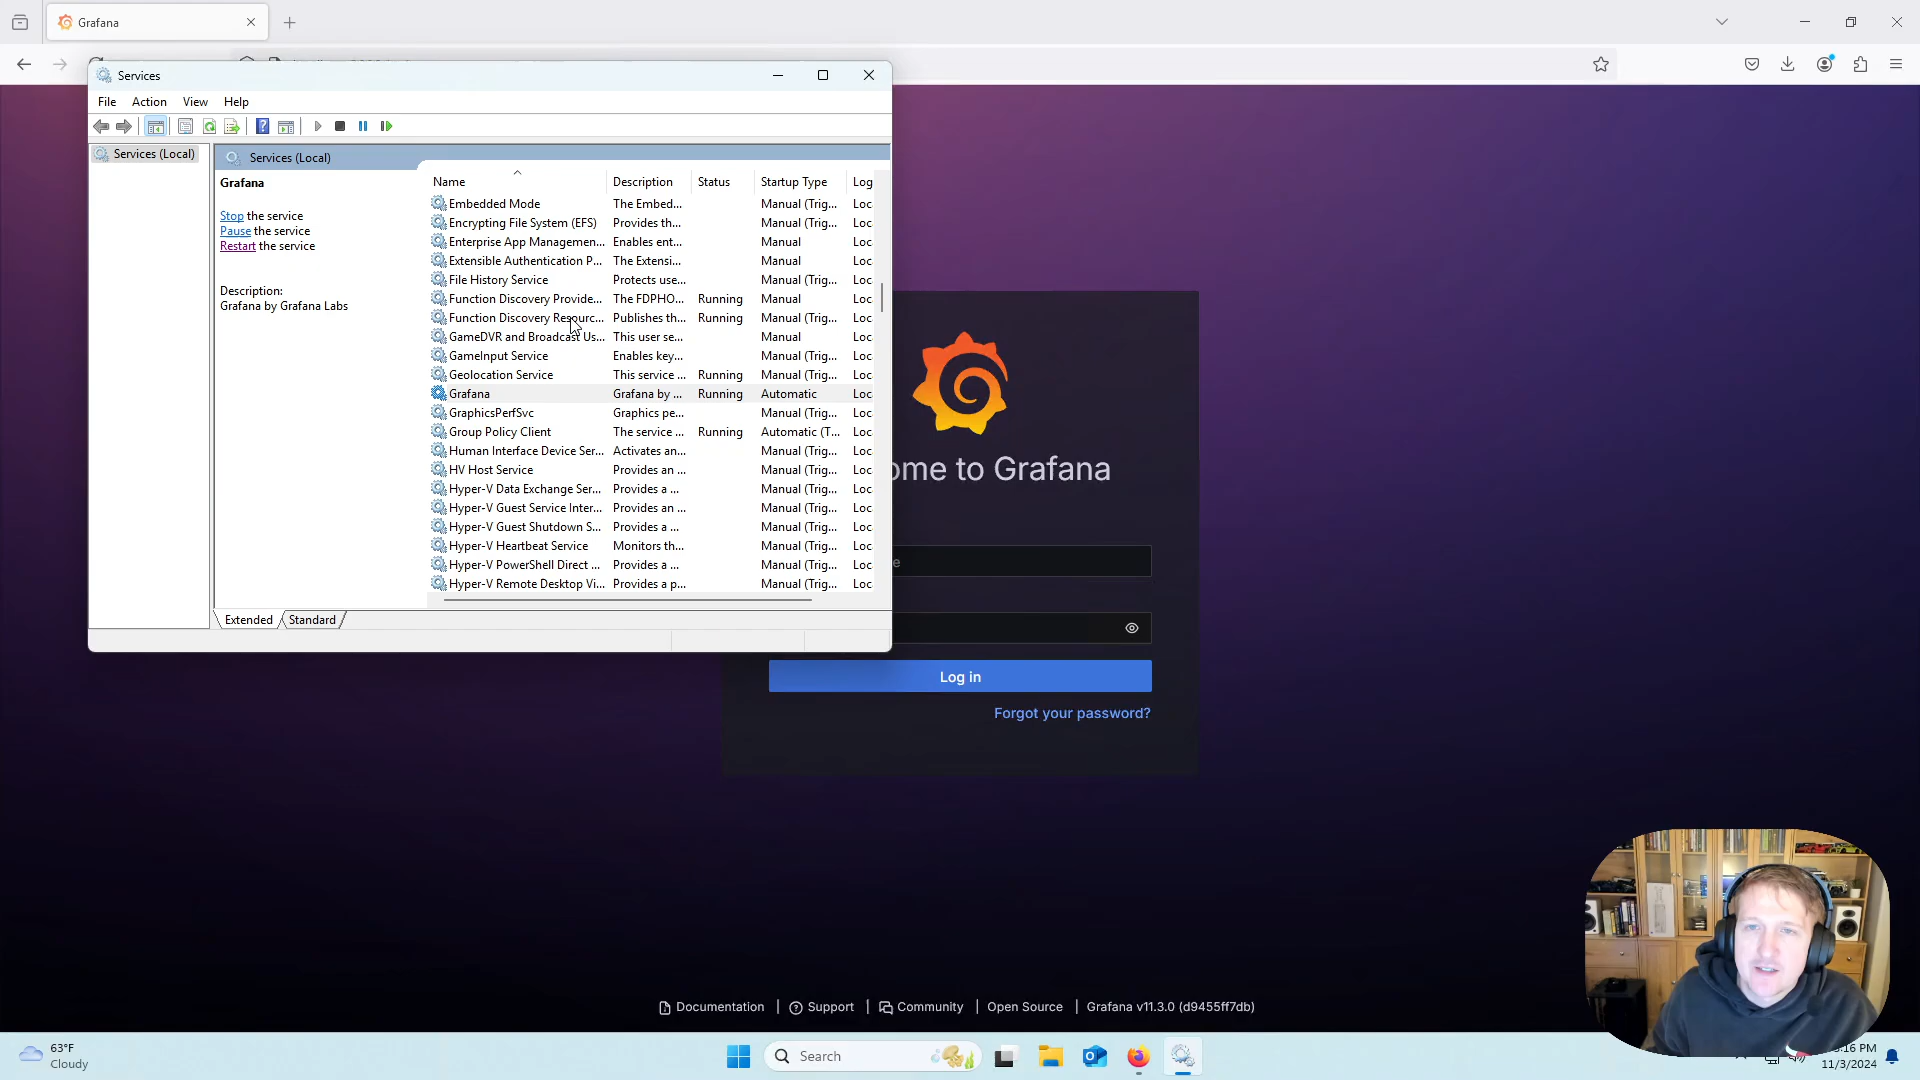 Grafana
Services
File Action View Help
Services (Local)
Services (Local)
Grafana
Stop the service
Pause the service
Restart the service
Description:
Grafana by Grafana Labs
Name Description Status Startup Type Log
Embedded Mode The Embed... Manual (Trig... Loc
Encrypting File System (EFS) Provides th... Manual (Trig... Loc
Enterprise App Managemen... Enables ent... Manual Loc
Extensible Authentication P... The Extensi... Manual Loc
File History Service Protects use... Manual (Trig... Loc
Function Discovery Provide... The FDPHO... Running Manual Loc
Function Discovery Resourc... Publishes th... Running Manual (Trig... Loc
GameDVR and Broadcast Us... This user se... Manual Loc
GameInput Service Enables key... Manual (Trig... Loc
Geolocation Service This service ... Running Manual (Trig... Loc
Grafana Grafana by ... Running Automatic Loc
GraphicsPerfSvc Graphics pe... Manual (Trig... Loc
Group Policy Client The service ... Running Automatic (T... Loc
Human Interface Device Ser... Activates an... Manual (Trig... Loc
HV Host Service Provides an ... Manual (Trig... Loc
Hyper-V Data Exchange Ser... Provides a ... Manual (Trig... Loc
Hyper-V Guest Service Inter... Provides an ... Manual (Trig... Loc
Hyper-V Guest Shutdown S... Provides a ... Manual (Trig... Loc
Hyper-V Heartbeat Service Monitors th... Manual (Trig... Loc
Hyper-V PowerShell Direct ... Provides a ... Manual (Trig... Loc
Hyper-V Remote Desktop Vi... Provides a p... Manual (Trig... Loc
Extended Standard
ome to Grafana
e
Log in
Forgot your password?
Documentation | Support | Community | Open Source | Grafana v11.3.0 (d9455ff7db)
63°F
Cloudy
Search
:16 PM
11/3/2024